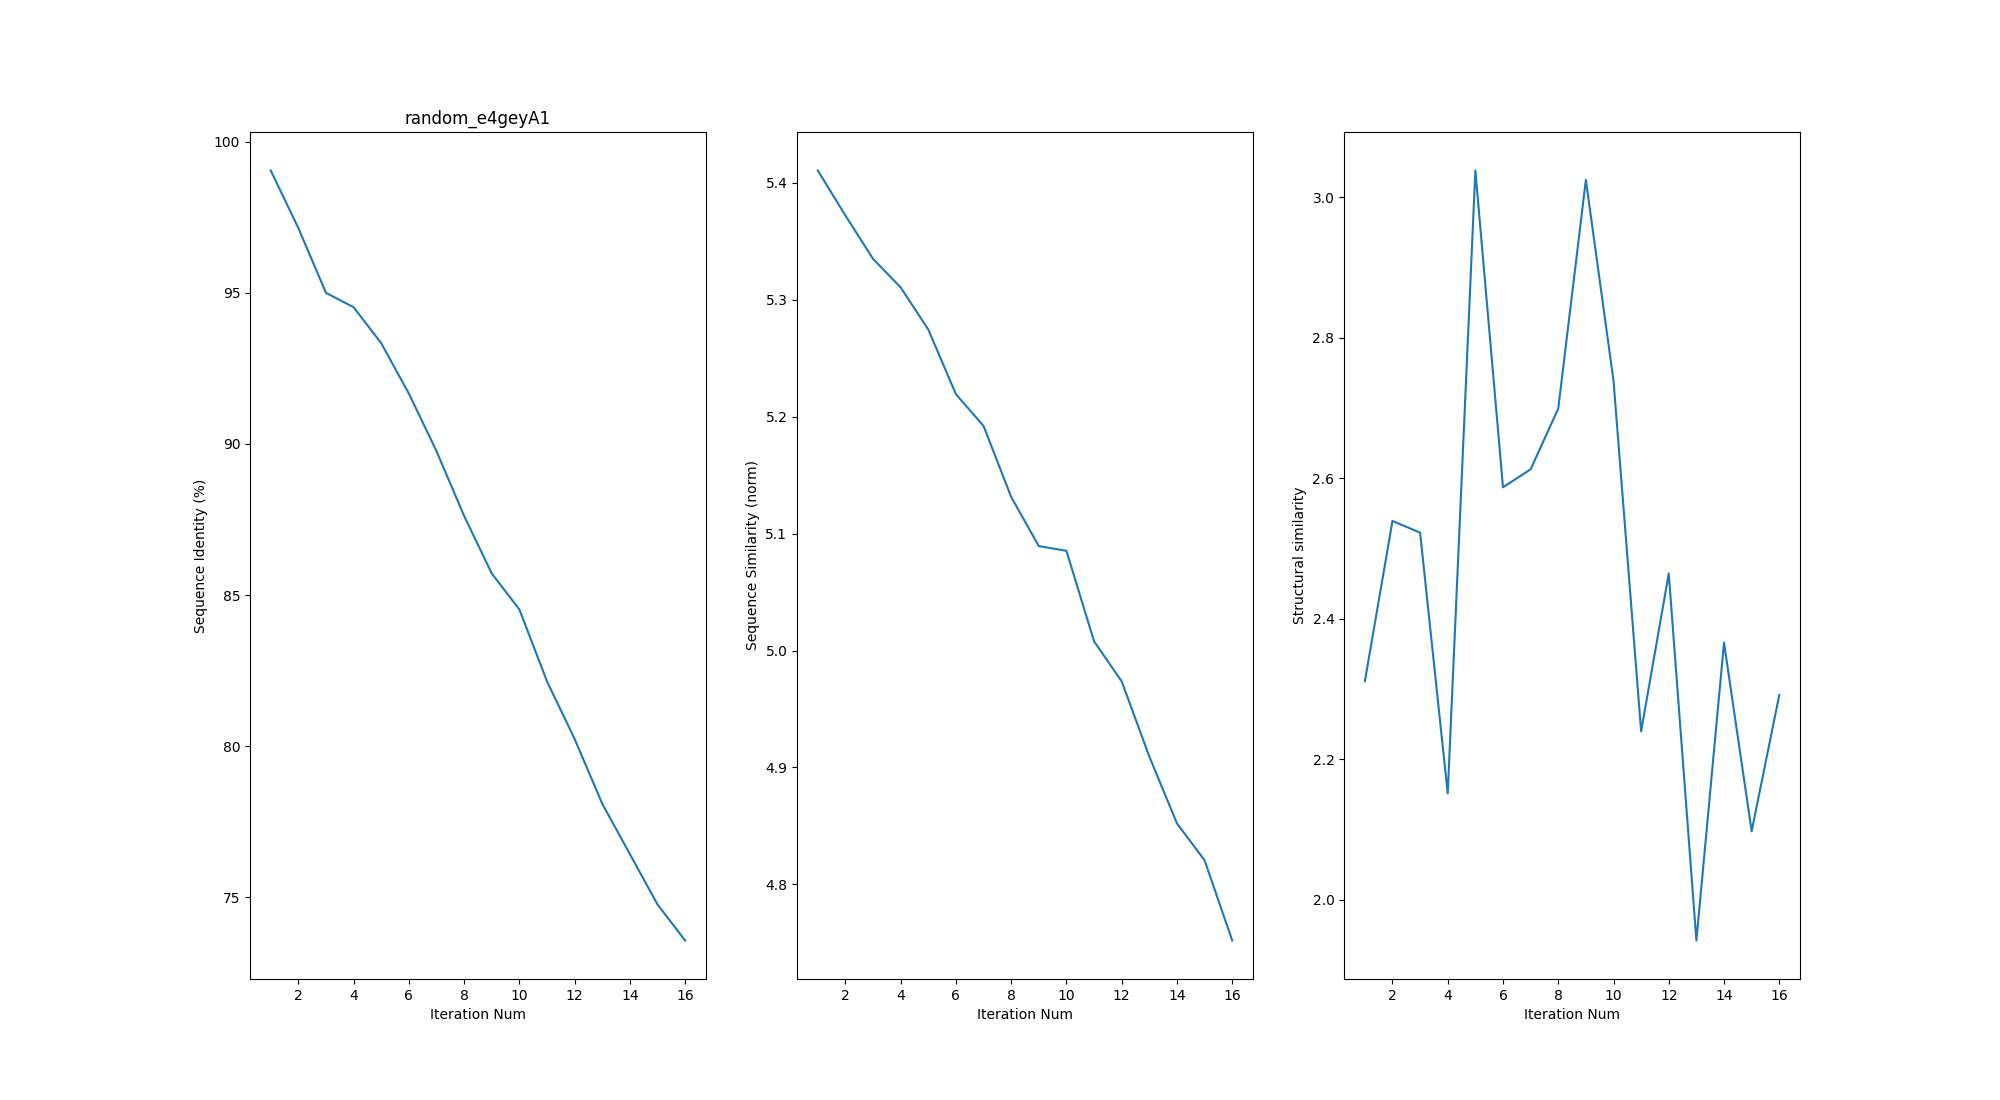 random_e4geyA1
100
95
90
85
80
75
Sequence Identity (%)
2 4 6 8 10 12 14 16
Iteration Num
5.4
5.3
5.2
5.1
5.0
4.9
4.8
Sequence Similarity (norm)
2 4 6 8 10 12 14 16
Iteration Num
3.0
2.8
2.6
2.4
2.2
2.0
Structural similarity
2 4 6 8 10 12 14 16
Iteration Num